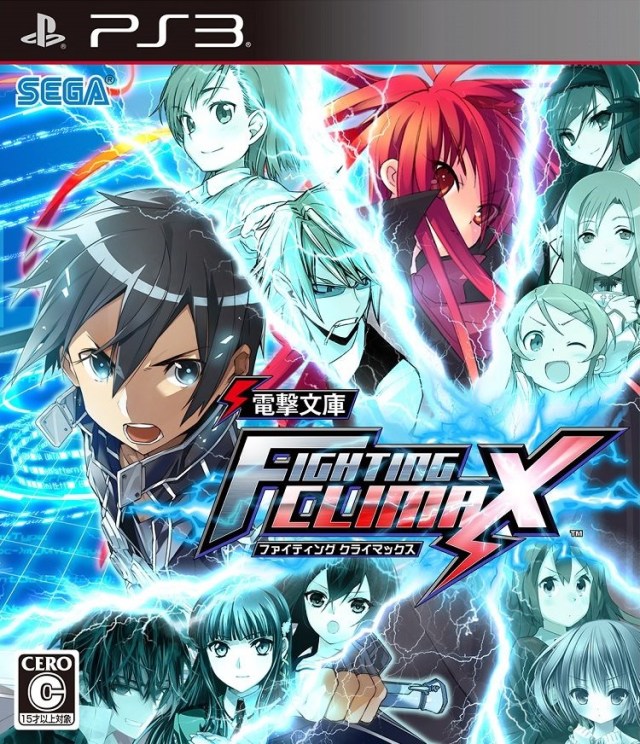 PS3
SEGA
電撃文庫
FIGHTING
CLIMAX
TM
ファイティング クライマックス
CERO
C
15才以上対象